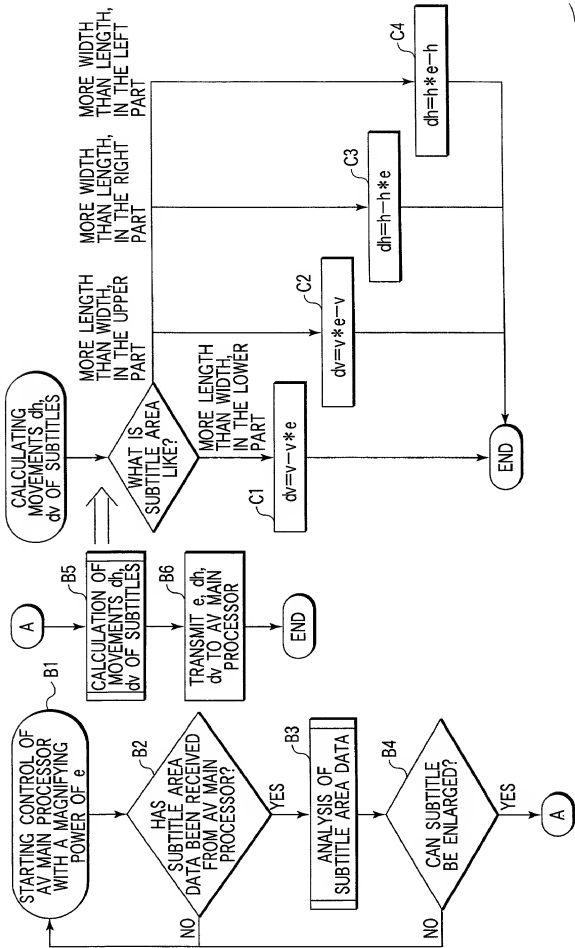 STARTING CONTROL OF
AV MAIN PROCESSOR
WITH A MAGNIFYING
POWER OF e
B1
HAS
SUBTITLE AREA
DATA BEEN RECEIVED
FROM AV MAIN
PROCESSOR?
B2
NO
YES
ANALYSIS OF
SUBTITLE AREA DATA
B3
CAN SUBTITLE
BE ENLARGED?
B4
NO
YES
A
A
CALCULATION OF
MOVEMENTS dh,
dv OF SUBTITLES
B5
TRANSMIT e, dh,
dv TO AV MAIN
PROCESSOR
B6
END
CALCULATING
MOVEMENTS dh,
dv OF SUBTITLES
WHAT IS
SUBTITLE AREA
LIKE?
MORE LENGTH
THAN WIDTH,
IN THE LOWER
PART
C1
dv=v-v*e
MORE LENGTH
THAN WIDTH,
IN THE UPPER
PART
C2
dv=v*e-v
MORE WIDTH
THAN LENGTH,
IN THE RIGHT
PART
C3
dh=h-h*e
MORE WIDTH
THAN LENGTH,
IN THE LEFT
PART
C4
dh=h*e-h
END